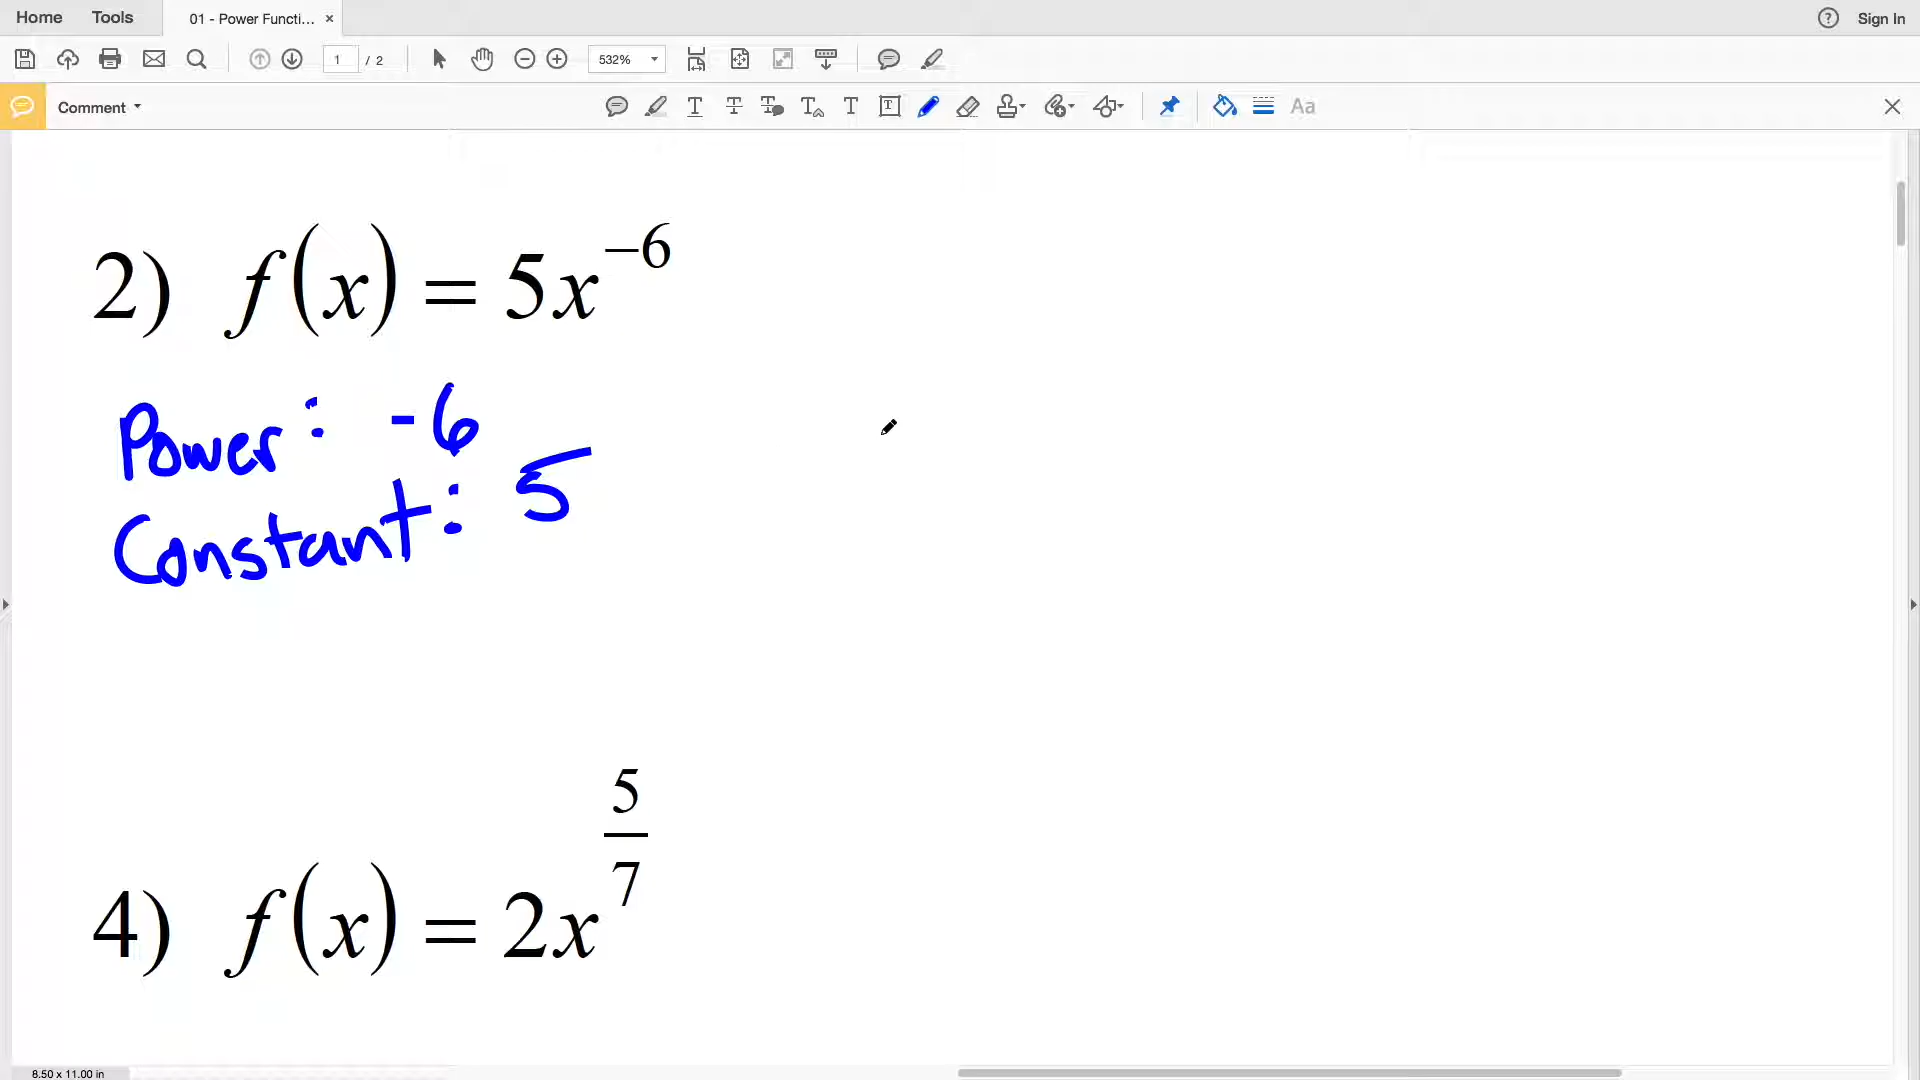 Home Tools 01 - Power Functi... × ? Sign In
1 / 2 532%
Comment T T T T T T Aa
2) f(x) = 5x^{-6}
Power: -6
Constant: 5
4) f(x) = 2x^{5/7}
8.50 x 11.00 in